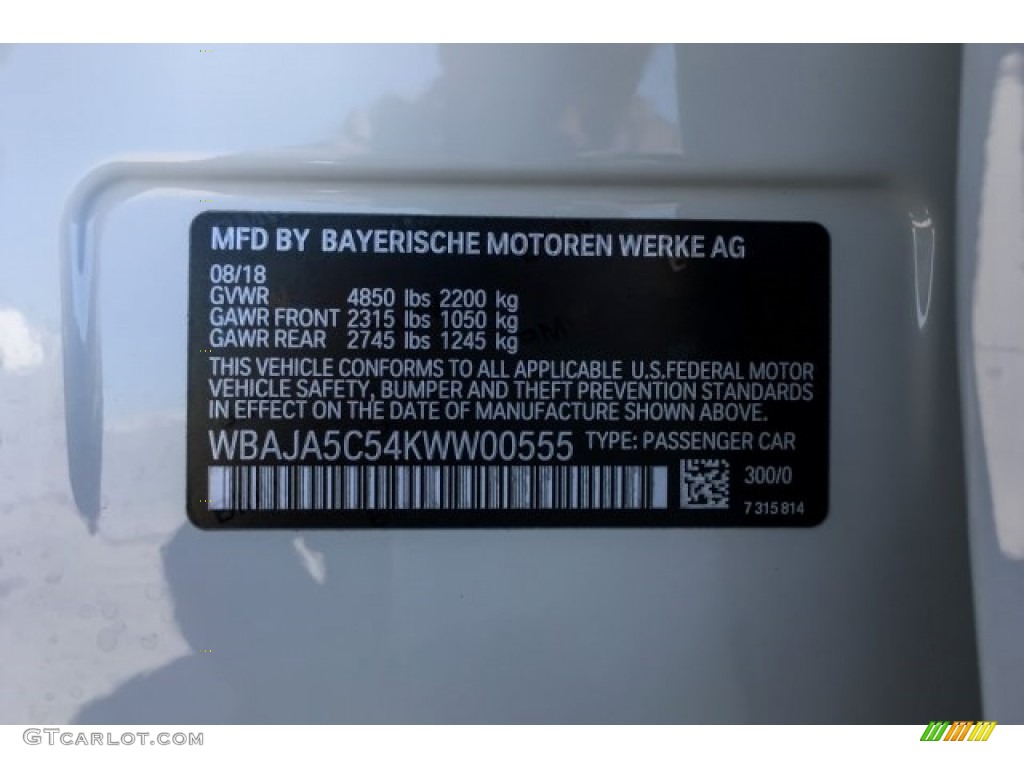 MFD BY BAYERISCHE MOTOREN WERKE AG
08/18
GVWR 4850 lbs 2200 kg
GAWR FRONT 2315 lbs 1050 kg
GAWR REAR 2745 lbs 1245 kg
THIS VEHICLE CONFORMS TO ALL APPLICABLE U.S.FEDERAL MOTOR
VEHICLE SAFETY, BUMPER AND THEFT PREVENTION STANDARDS
IN EFFECT ON THE DATE OF MANUFACTURE SHOWN ABOVE.
WBAJA5C54KWW00555 TYPE: PASSENGER CAR
300/0
7 315 814
GTCARLOT.COM